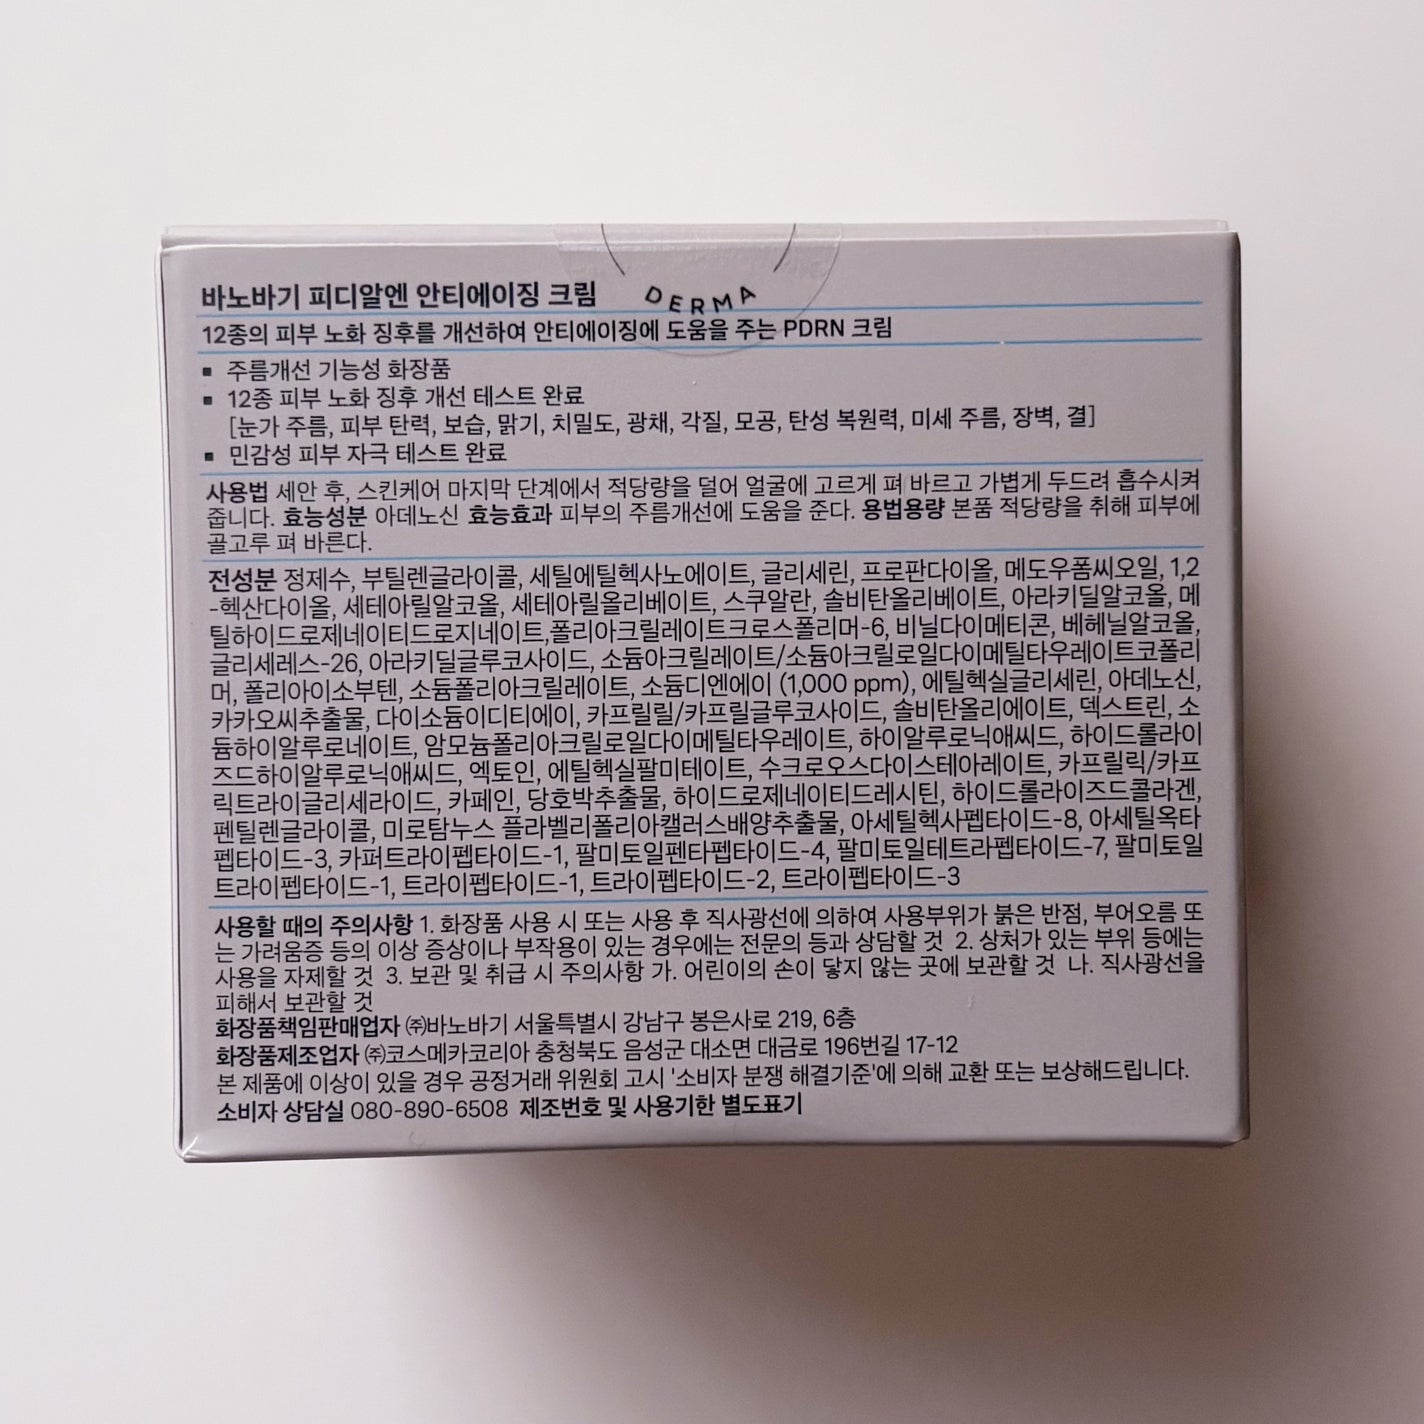 바노바기 피디알엔 안티에이징 크림
DERMA
12종의 피부 노화 징후를 개선하여 안티에이징에 도움을 주는 PDRN 크림
▪ 주름개선 기능성 화장품
▪ 12종 피부 노화 징후 개선 테스트 완료
[눈가 주름, 피부 탄력, 보습, 맑기, 치밀도, 광채, 각질, 모공, 탄성 복원력, 미세 주름, 장벽, 결]
▪ 민감성 피부 자극 테스트 완료
사용법 세안 후, 스킨케어 마지막 단계에서 적당량을 덜어 얼굴에 고르게 펴 바르고 가볍게 두드려 흡수시켜
줍니다. 효능성분 아데노신 효능효과 피부의 주름개선에 도움을 준다. 용법용량 본품 적당량을 취해 피부에
골고루 펴 바른다.
전성분 정제수, 부틸렌글라이콜, 세틸에틸헥사노에이트, 글리세린, 프로판다이올, 메도우폼씨오일, 1,2
-헥산다이올, 세테아릴알코올, 세테아릴올리베이트, 스쿠알란, 솔비탄올리베이트, 아라키딜알코올, 메
틸하이드로제네이티드로지네이트,폴리아크릴레이트크로스폴리머-6, 비닐다이메티콘, 베헤닐알코올,
글리세레스-26, 아라키딜글루코사이드, 소듐아크릴레이트/소듐아크릴로일다이메틸타우레이트코폴리
머, 폴리아이소부텐, 소듐폴리아크릴레이트, 소듐디엔에이 (1,000 ppm), 에틸헥실글리세린, 아데노신,
카카오씨추출물, 다이소듐이디티에이, 카프릴릴/카프릴글루코사이드, 솔비탄올리에이트, 덱스트린, 소
듐하이알루로네이트, 암모늄폴리아크릴로일다이메틸타우레이트, 하이알루로닉애씨드, 하이드롤라이
즈드하이알루로닉애씨드, 엑토인, 에틸헥실팔미테이트, 수크로오스다이스테아레이트, 카프릴릭/카프
릭트라이글리세라이드, 카페인, 당호박추출물, 하이드로제네이티드레시틴, 하이드롤라이즈드콜라겐,
펜틸렌글라이콜, 미로탐누스 플라벨리폴리아캘러스배양추출물, 아세틸헥사펩타이드-8, 아세틸옥타
펩타이드-3, 카퍼트라이펩타이드-1, 팔미토일펜타펩타이드-4, 팔미토일테트라펩타이드-7, 팔미토일
트라이펩타이드-1, 트라이펩타이드-1, 트라이펩타이드-2, 트라이펩타이드-3
사용할 때의 주의사항 1. 화장품 사용 시 또는 사용 후 직사광선에 의하여 사용부위가 붉은 반점, 부어오름 또
는 가려움증 등의 이상 증상이나 부작용이 있는 경우에는 전문의 등과 상담할 것 2. 상처가 있는 부위 등에는
사용을 자제할 것 3. 보관 및 취급 시 주의사항 가. 어린이의 손이 닿지 않는 곳에 보관할 것 나. 직사광선을
피해서 보관할 것
화장품책임판매업자 ㈜바노바기 서울특별시 강남구 봉은사로 219, 6층
화장품제조업자 ㈜코스메카코리아 충청북도 음성군 대소면 대금로 196번길 17-12
본 제품에 이상이 있을 경우 공정거래 위원회 고시 '소비자 분쟁 해결기준'에 의해 교환 또는 보상해드립니다.
소비자 상담실 080-890-6508 제조번호 및 사용기한 별도표기